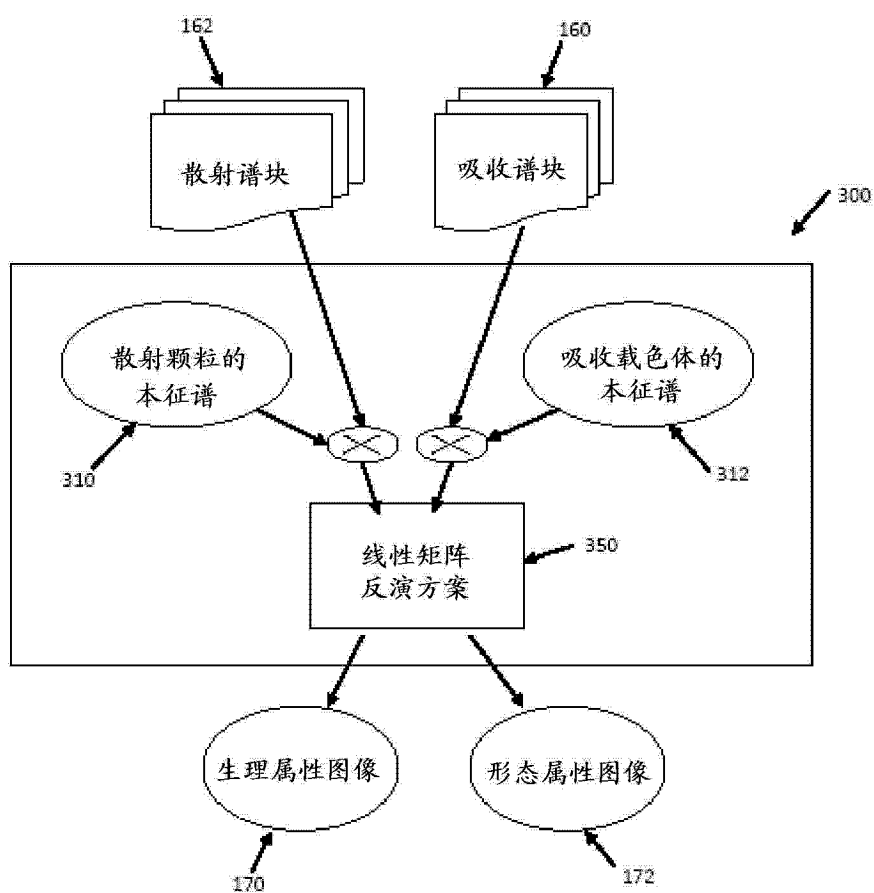 162
160
散射谱块
吸收谱块
300
散射颗粒的
本征谱
吸收载色体的
本征谱
310
312
线性矩阵
反演方案
350
生理属性图像
形态属性图像
170
172